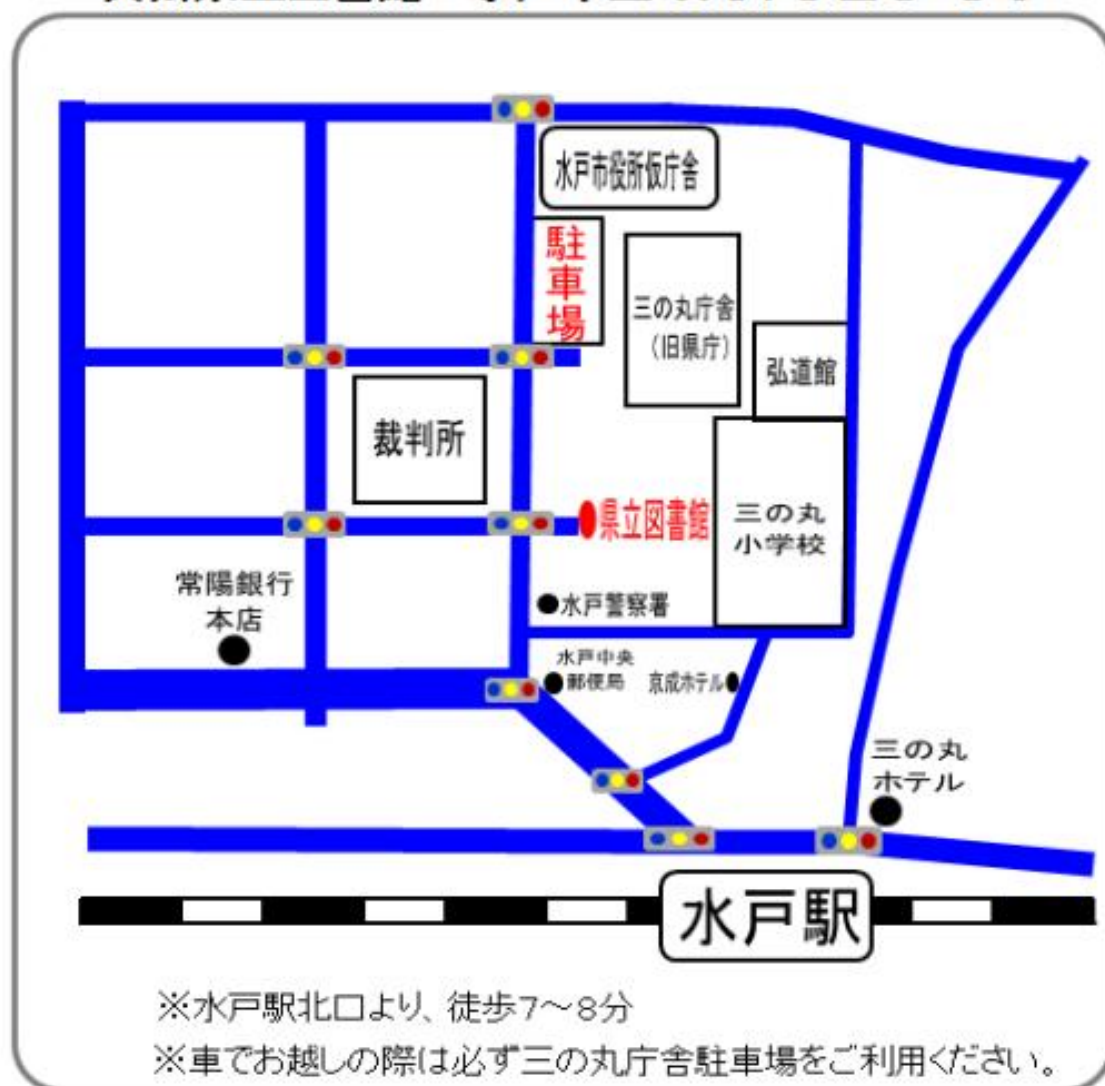 水戸市役所仮庁舎
駐車場
三の丸庁舎
(旧県庁)
弘道館
裁判所
県立図書館
三の丸
小学校
常陽銀行
本店
水戸警察署
水戸中央
郵便局
京成ホテル
三の丸
ホテル
水戸駅
※水戸駅北口より、徒歩7～8分
※車でお越しの際は必ず三の丸庁舎駐車場をご利用ください。